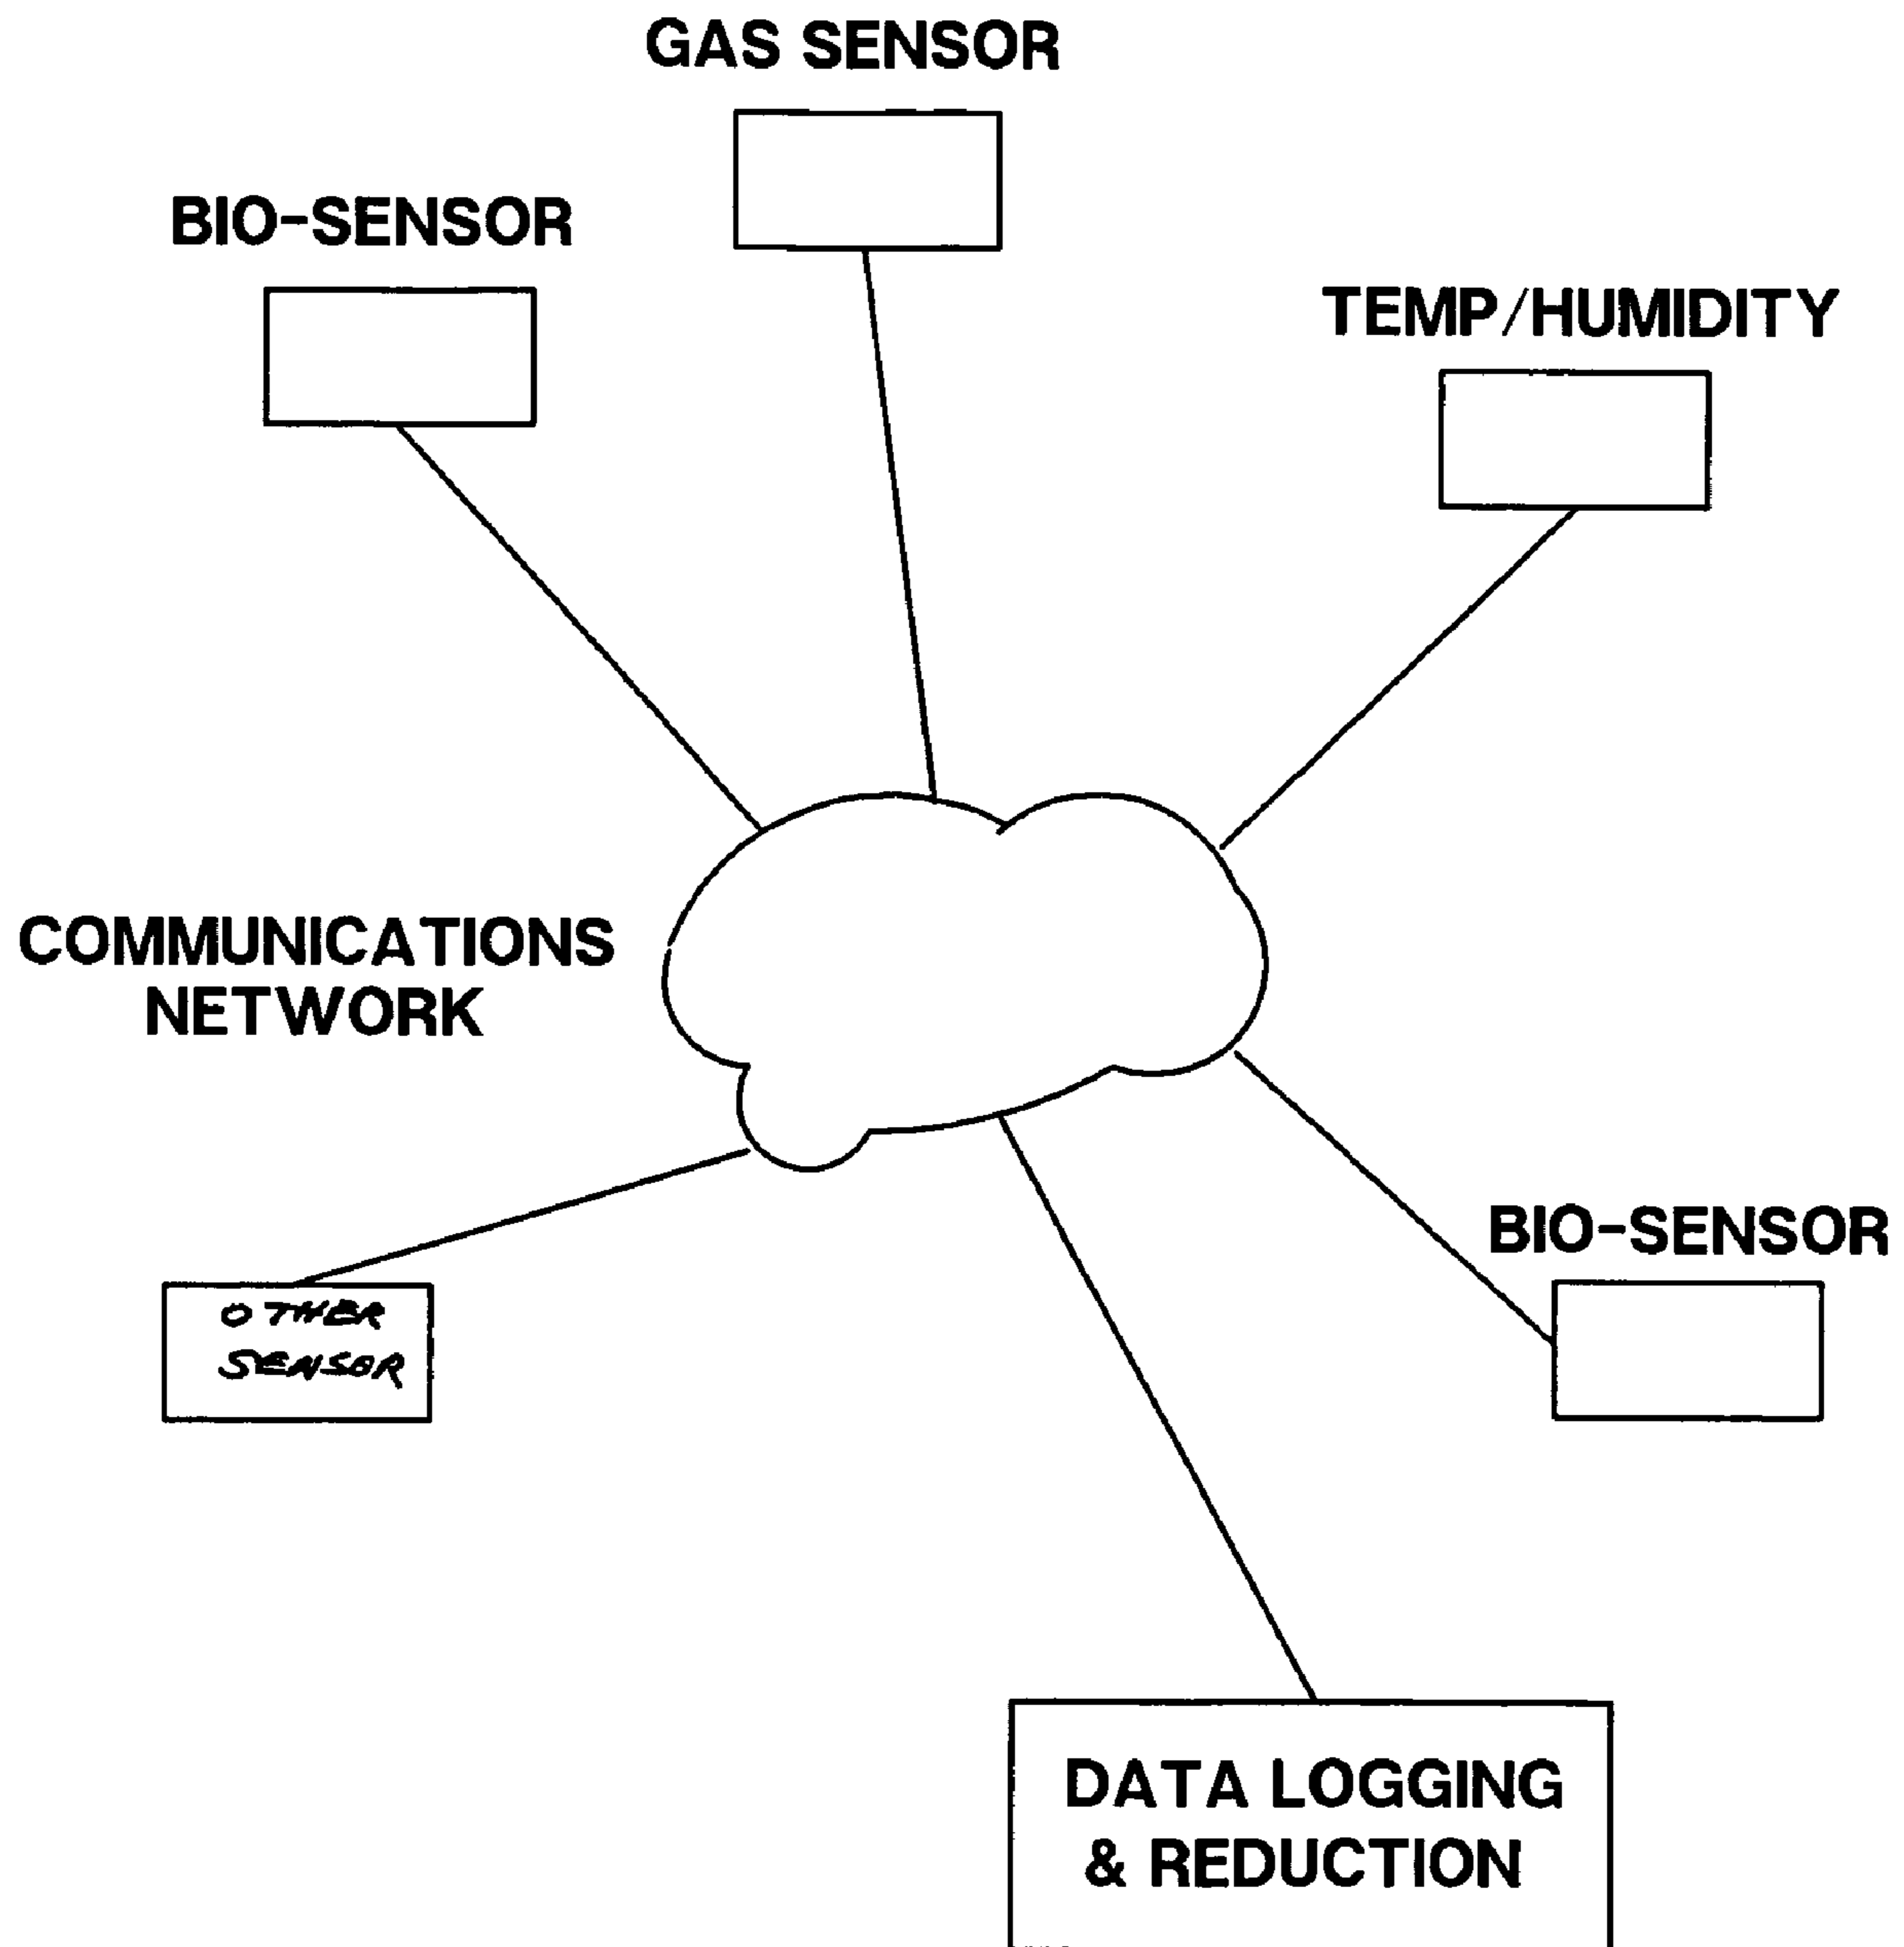 GAS SENSOR
BIO-SENSOR
TEMP/HUMIDITY
COMMUNICATIONS
NETWORK
BIO-SENSOR
OTHER
SENSOR
DATA LOGGING
& REDUCTION